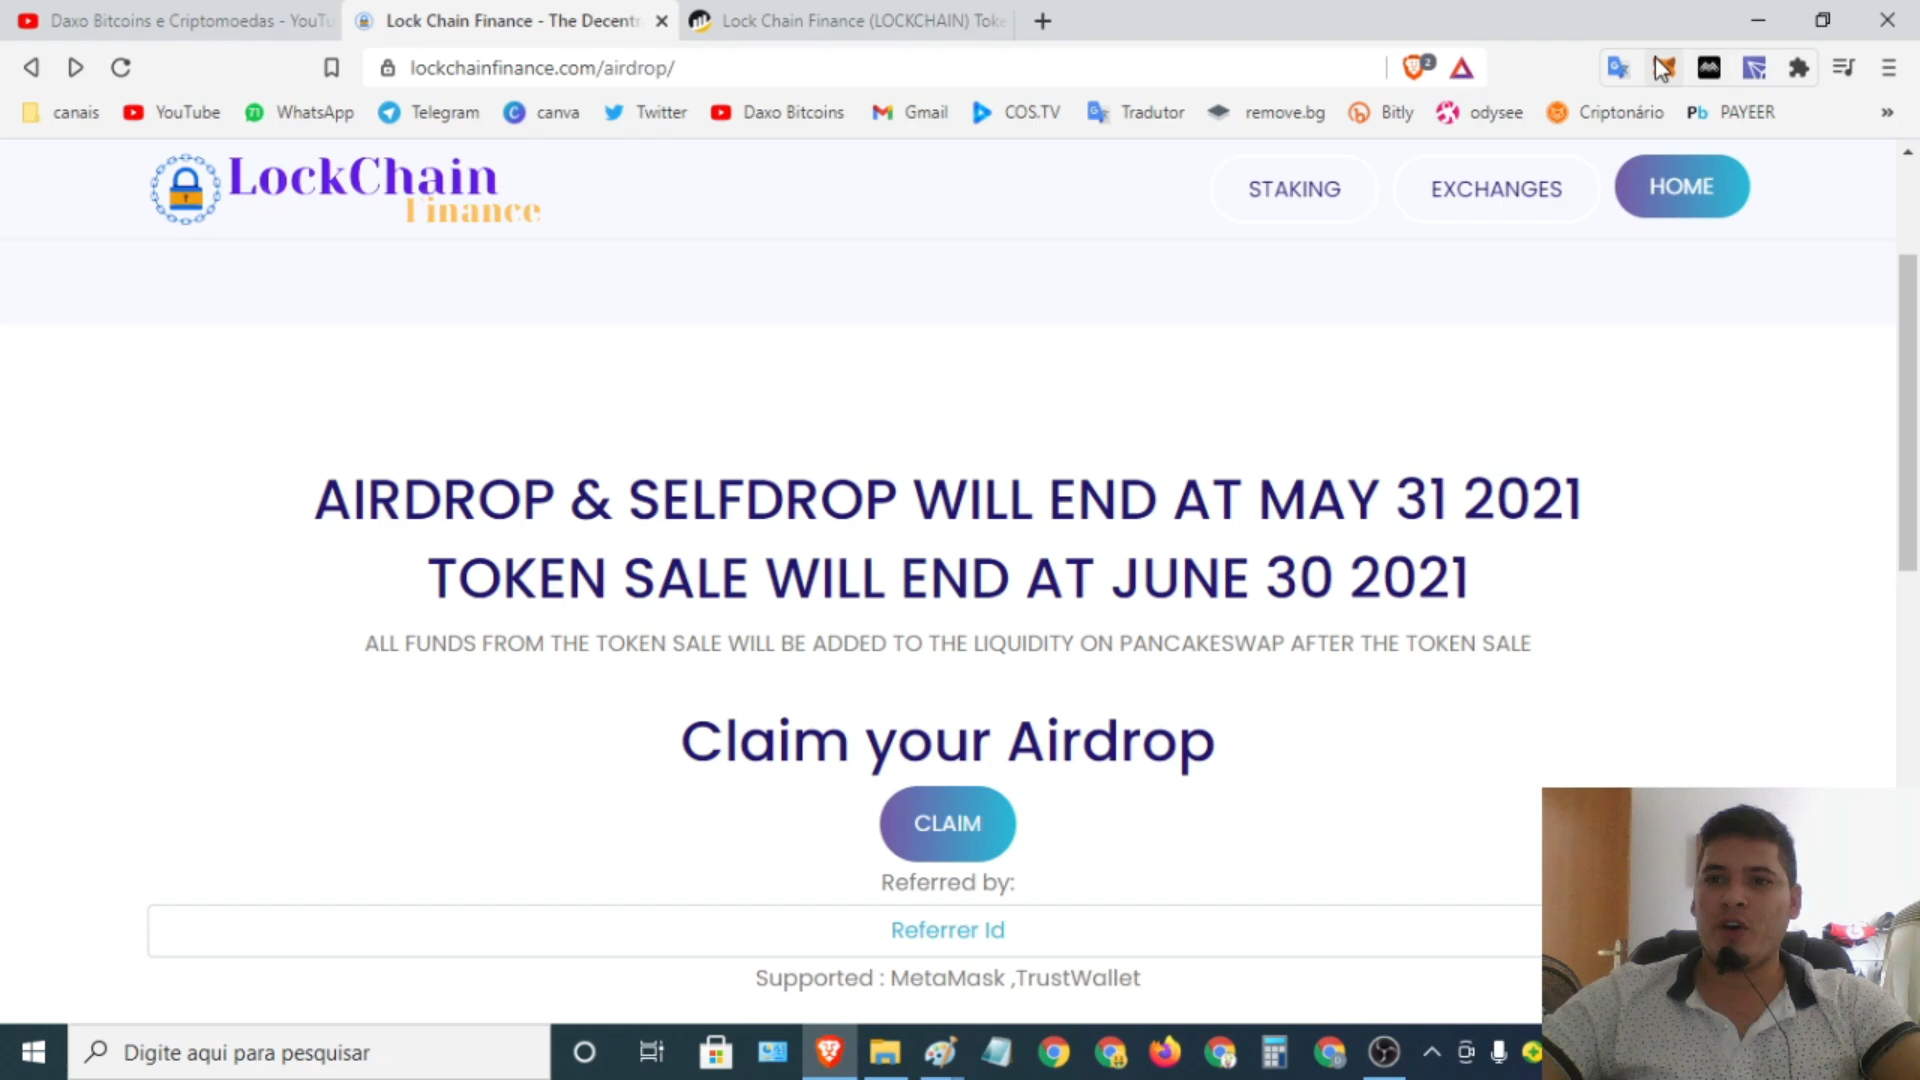 Daxo Bitcoins e Criptomoedas - YouTu
Lock Chain Finance - The Decentr
Lock Chain Finance (LOCKCHAIN) Toke
lockchainfinance.com/airdrop/
2
canais
YouTube
WhatsApp
Telegram
canva
Twitter
Daxo Bitcoins
Gmail
COS.TV
Tradutor
remove.bg
Bitly
odysee
Criptonário
Pb PAYEER
LockChain
Finance
STAKING
EXCHANGES
HOME
AIRDROP & SELFDROP WILL END AT MAY 31 2021
TOKEN SALE WILL END AT JUNE 30 2021
ALL FUNDS FROM THE TOKEN SALE WILL BE ADDED TO THE LIQUIDITY ON PANCAKESWAP AFTER THE TOKEN SALE
Claim your Airdrop
CLAIM
Referred by:
Referrer Id
Supported : MetaMask ,TrustWallet
Digite aqui para pesquisar